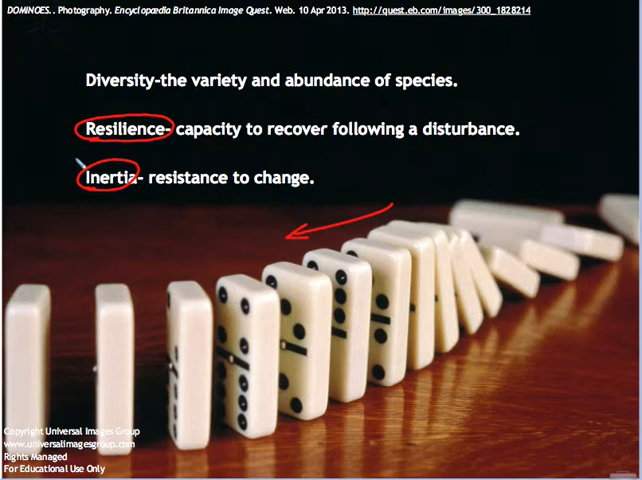 DOMINOES. . Photography. Encyclopædia Britannica Image Quest. Web. 10 Apr 2013. http://quest.eb.com/images/300_1828214
Diversity-the variety and abundance of species.
Resilience- capacity to recover following a disturbance.
Inertia- resistance to change.
Copyright Universal Images Group
www.universalimagesgroup.com
Rights Managed
For Educational Use Only